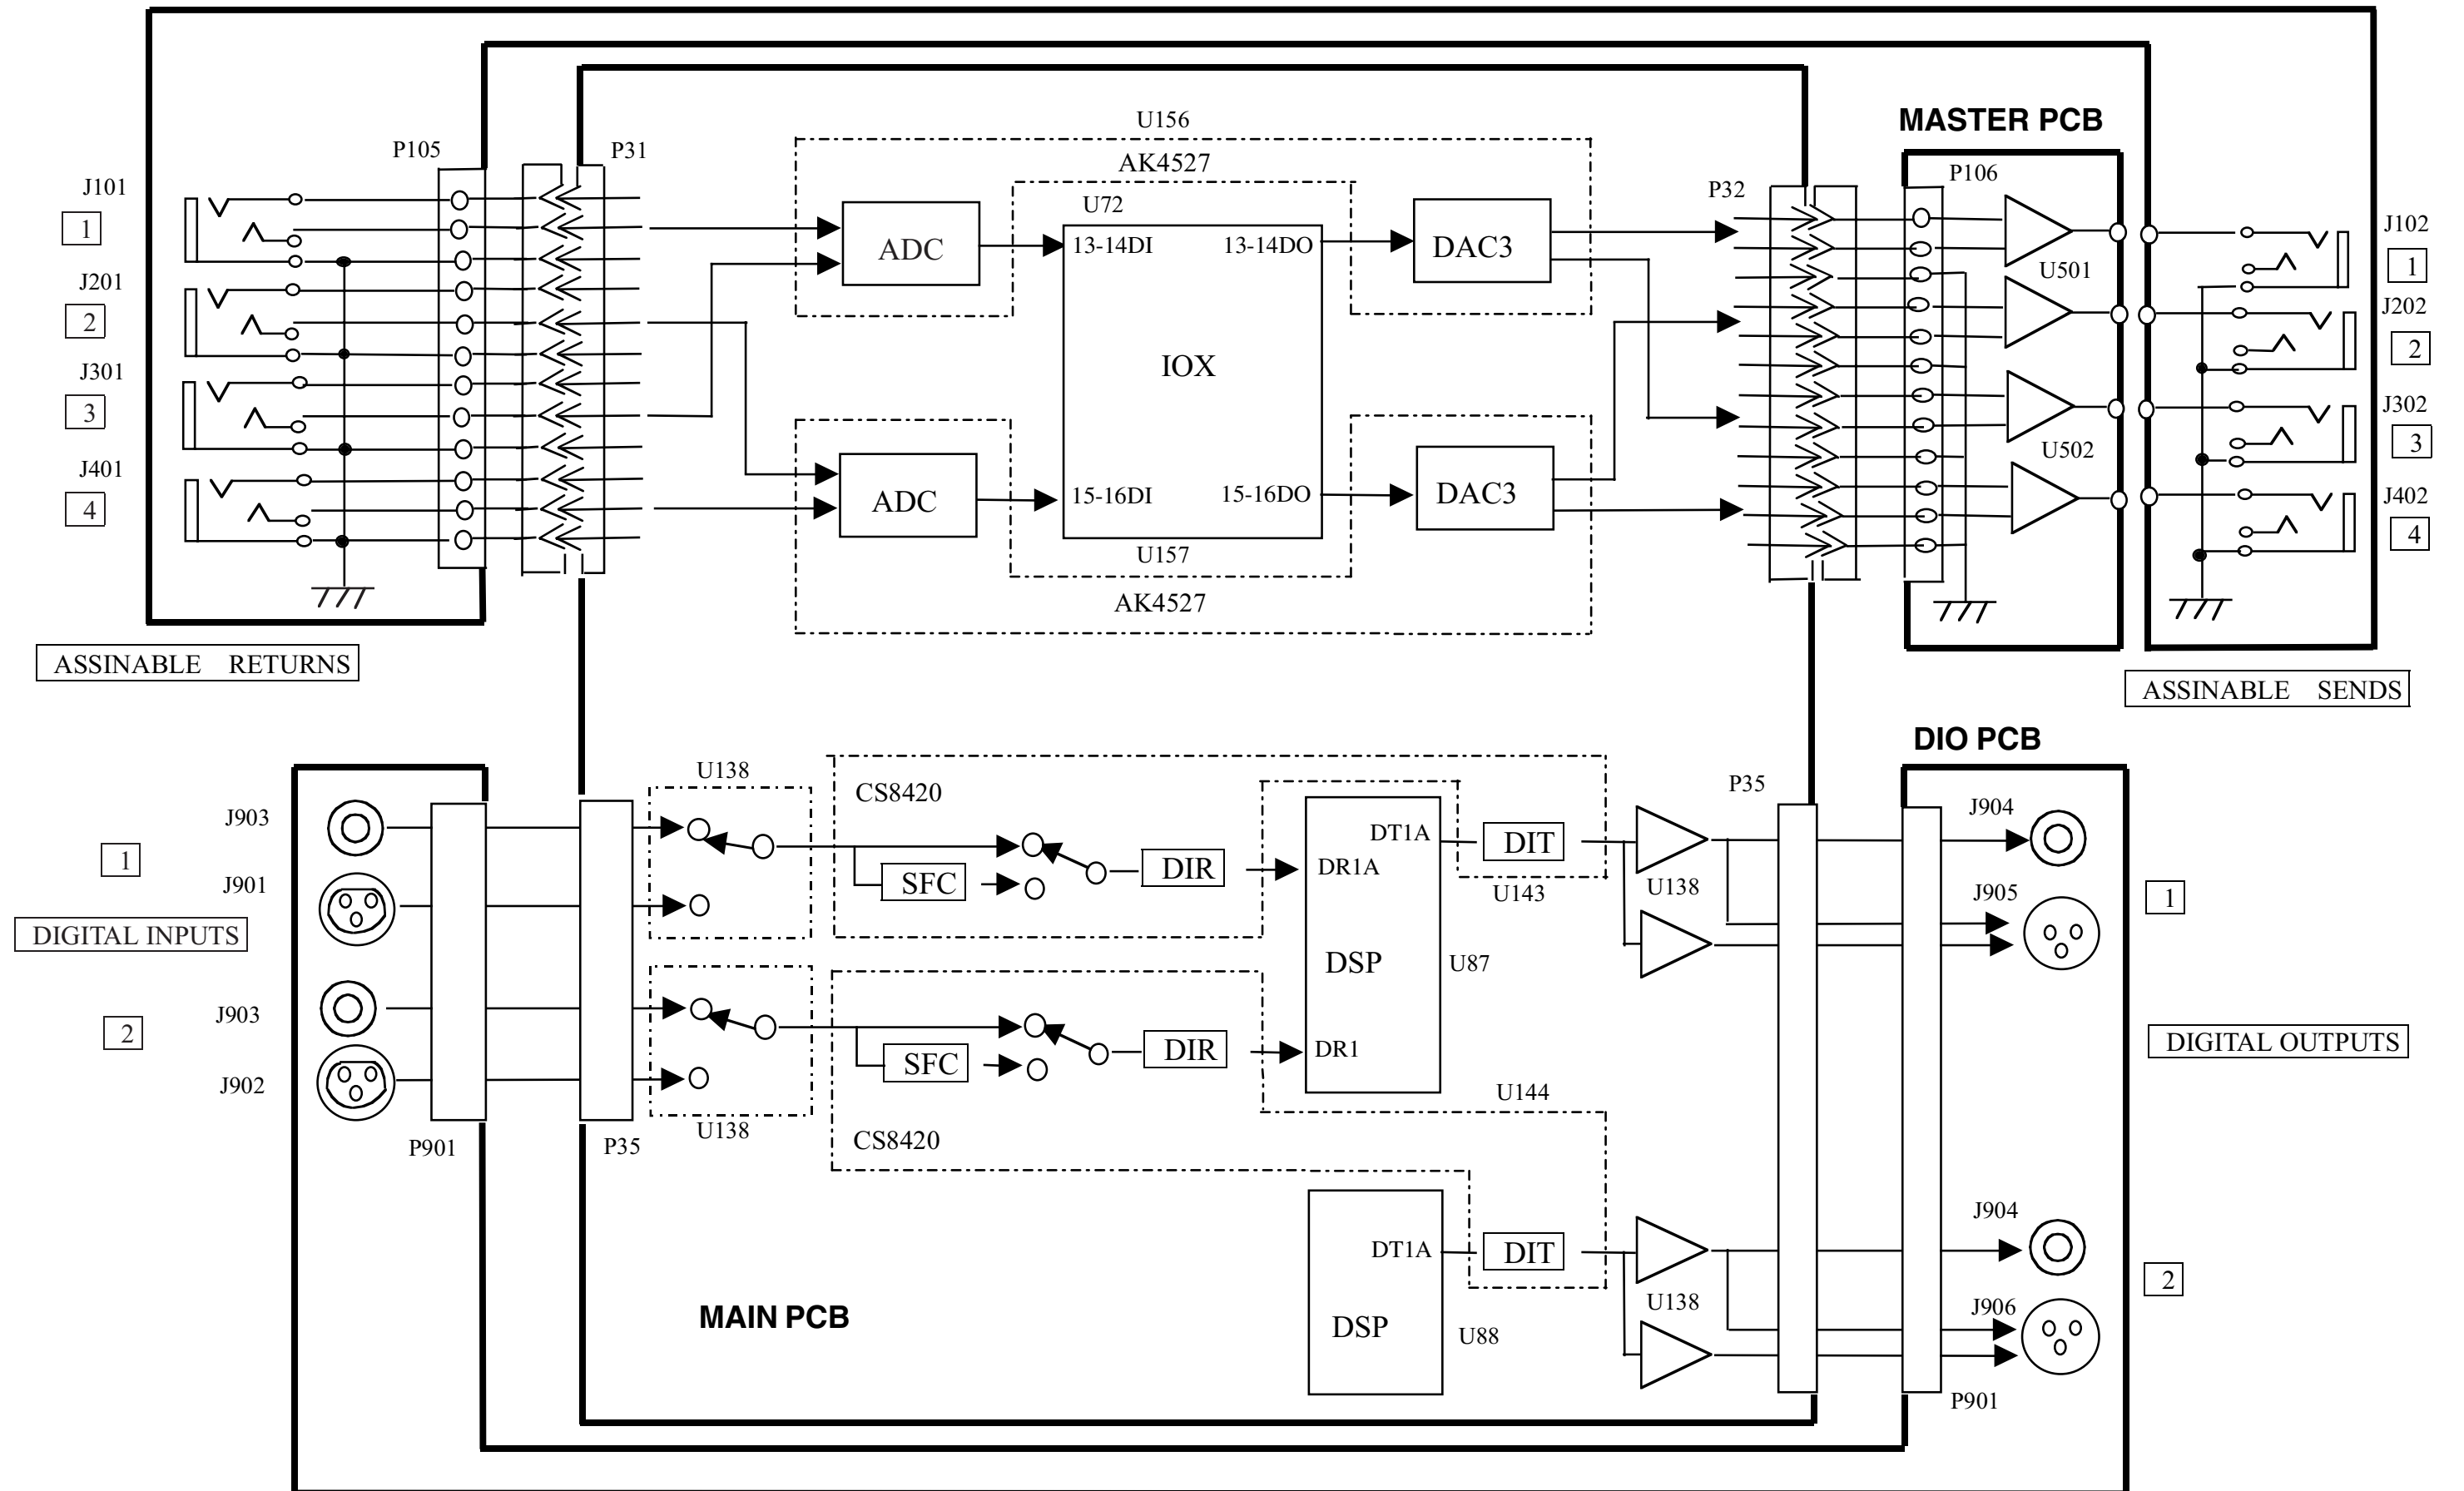 U156
MASTER PCB
P105
P31
AK4527
P106
J101
P32
U72
1
J102
ADC
13-14DI
13-14DO
DAC3
1
J201
U501
2
J202
2
IOX
J301
3
J302
3
J401
U502
ADC
15-16DI
15-16DO
DAC3
J402
4
4
U157
AK4527
ASSINABLE RETURNS
ASSINABLE SENDS
DIO PCB
U138
CS8420
P35
J903
J904
DT1A
DIT
1
SFC
DIR
DR1A
J901
U143
U138
J905
1
DIGITAL INPUTS
DSP
U87
J903
2
SFC
DIR
DR1
DIGITAL OUTPUTS
J902
U144
U138
CS8420
P901
P35
J904
DT1A
DIT
2
MAIN PCB
U138
J906
DSP
U88
P901